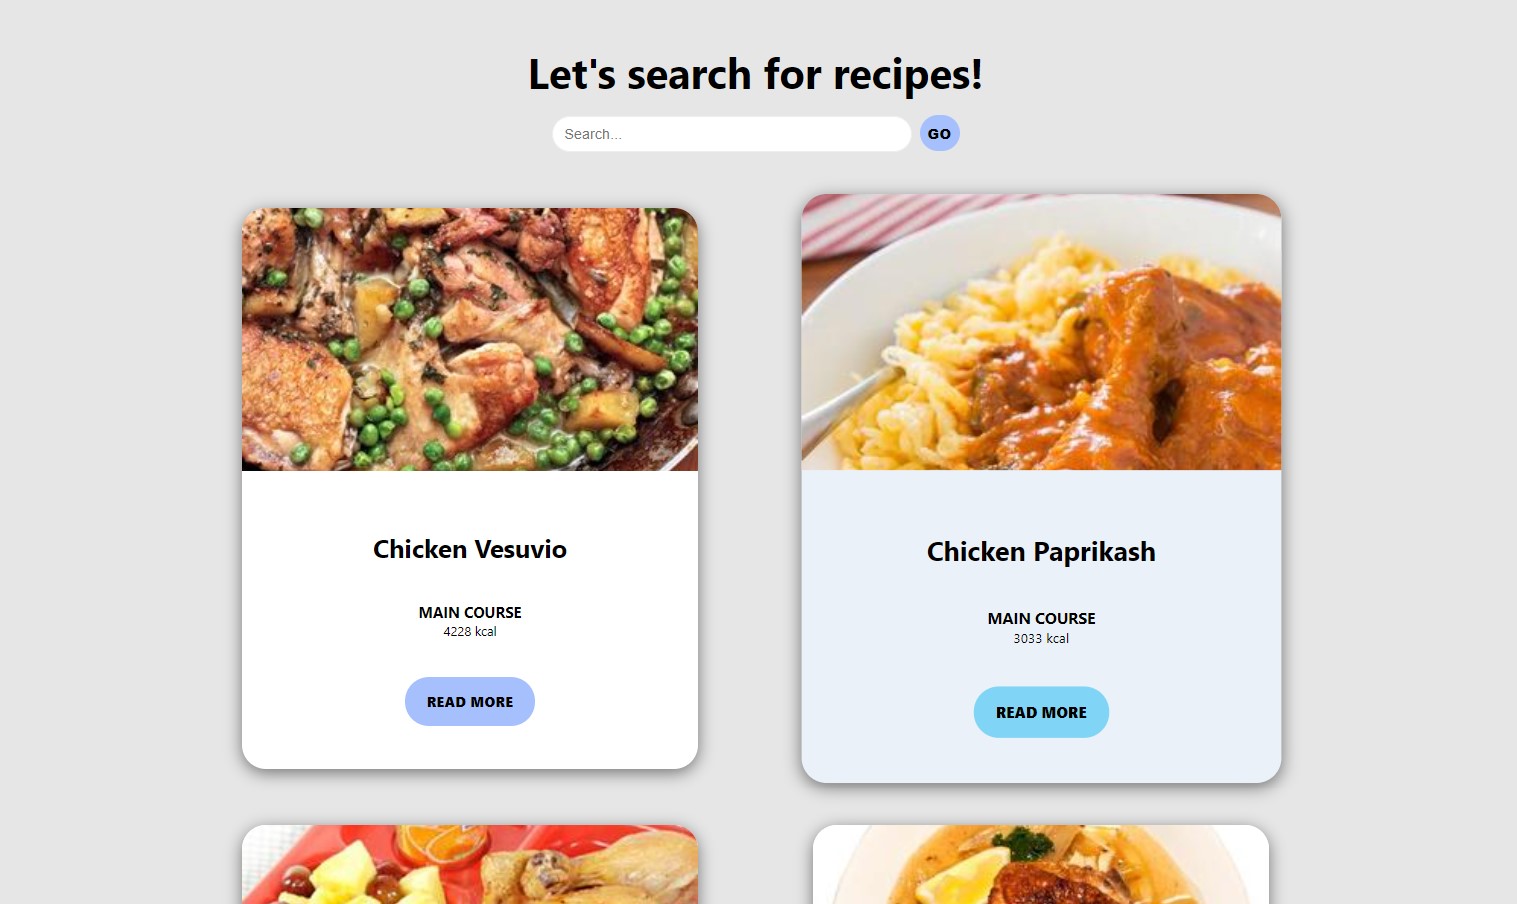 Let's search for recipes!
Search...
GO
Chicken Vesuvio
MAIN COURSE
4228 kcal
READ MORE
Chicken Paprikash
MAIN COURSE
3033 kcal
READ MORE